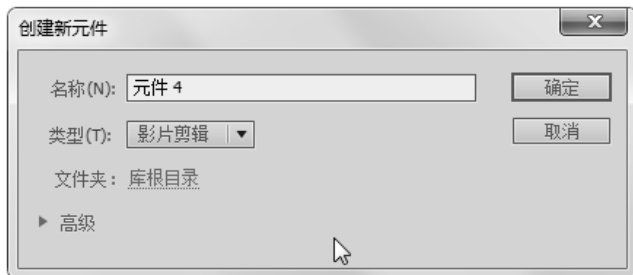 创建新元件
名称(N): 元件 4 确定
类型(T): 影片剪辑 取消
文件夹: 库根目录
高级